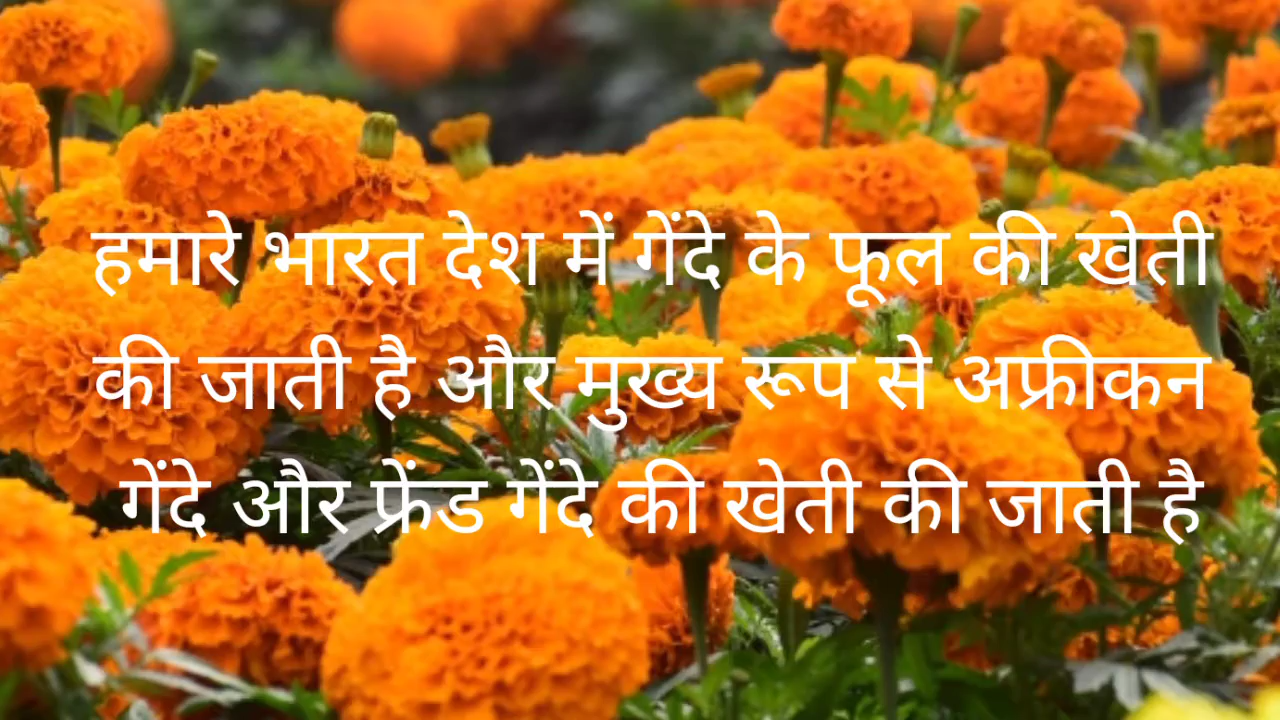 हमारे भारत देश में गेंदे के फूल की खेती
की जाती है और मुख्य रूप से अफ्रीकन
गेंदे और फ्रेंड गेंदे की खेती की जाती है